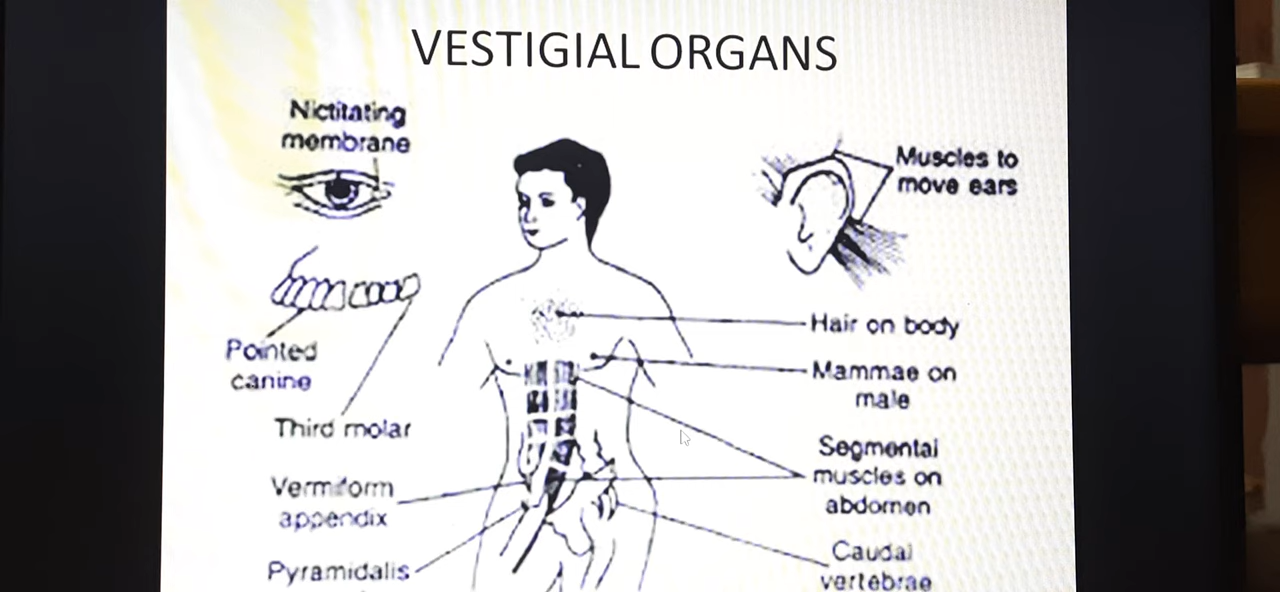 VESTIGIAL ORGANS
Nictitating
membrane
Muscles to
move ears
Pointed
canine
Third molar
Hair on body
Mammae on
male
Segmental
muscles on
abdomen
Vermiform
appendix
Pyramidalis
Caudal
vertebrae